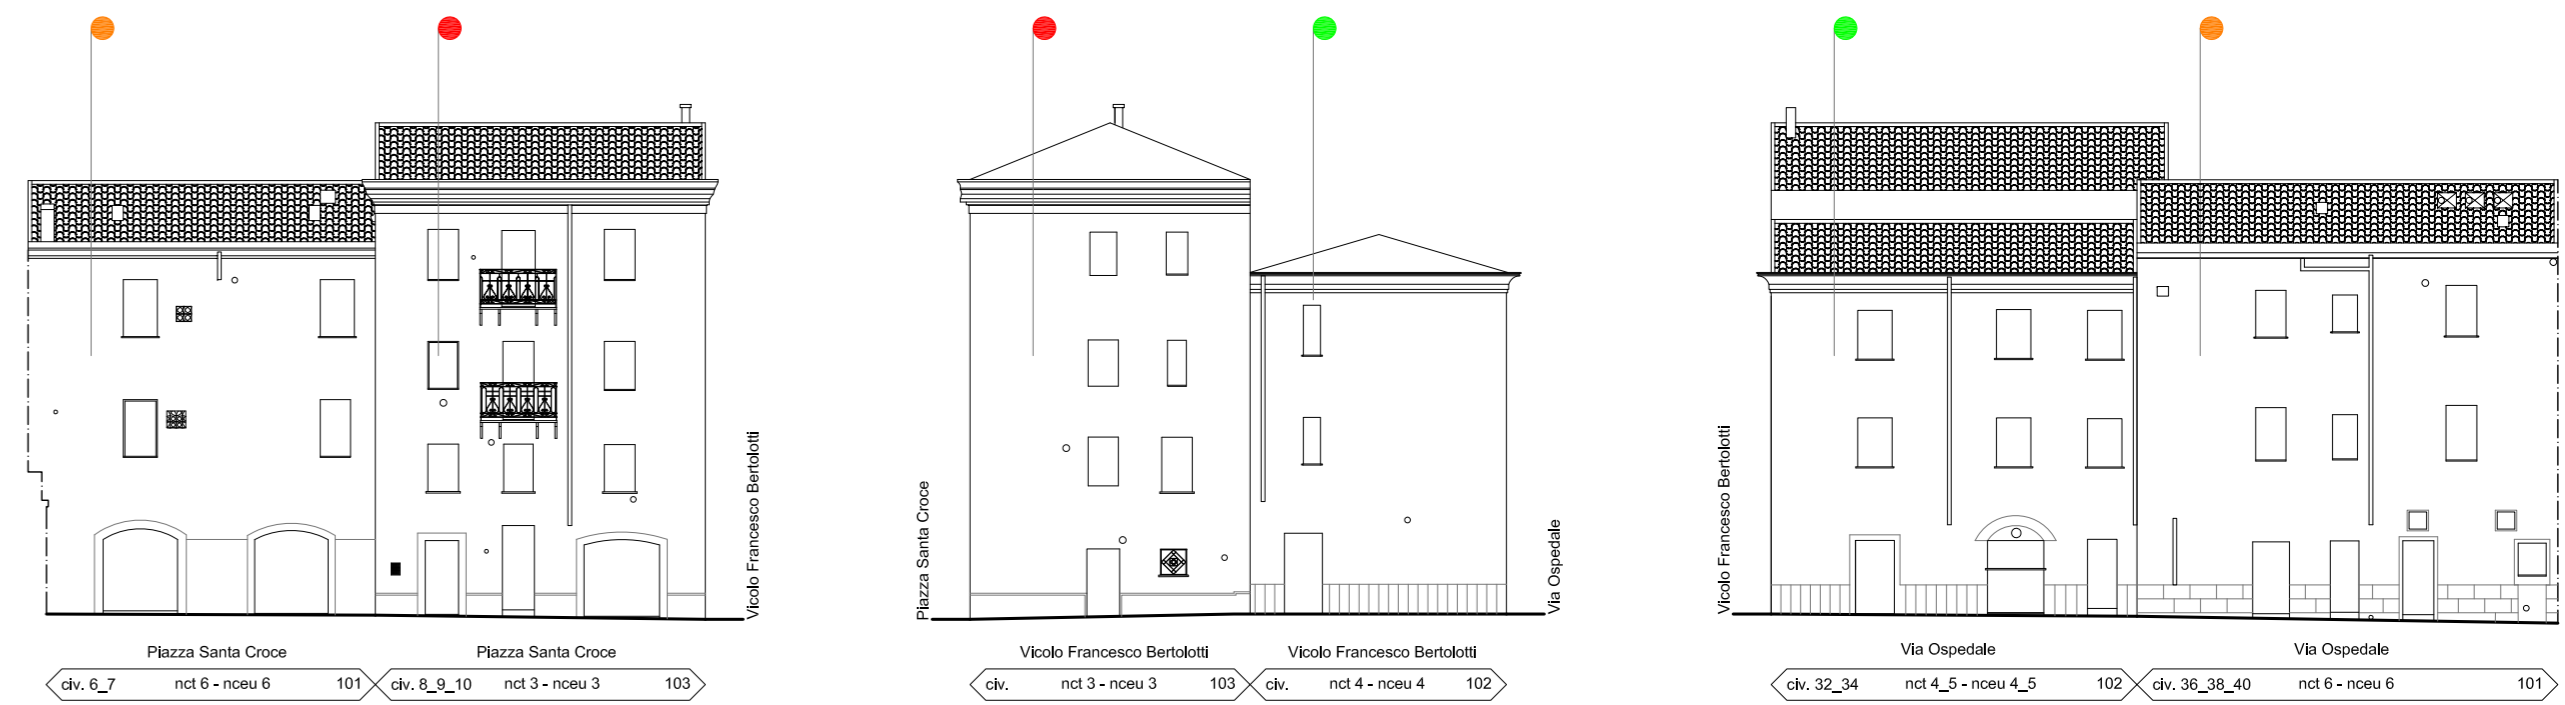 Vicolo Francesco Bertolotti
Piazza Santa Croce
Piazza Santa Croce
civ. 6_7 nct 6 - nceu 6 101
civ. 8_9_10 nct 3 - nceu 3 103
Piazza Santa Croce
Via Ospedale
Vicolo Francesco Bertolotti
Vicolo Francesco Bertolotti
civ. nct 3 - nceu 3 103
civ. nct 4 - nceu 4 102
Vicolo Francesco Bertolotti
Via Ospedale
Via Ospedale
civ. 32_34 nct 4_5 - nceu 4_5 102
civ. 36_38_40 nct 6 - nceu 6 101